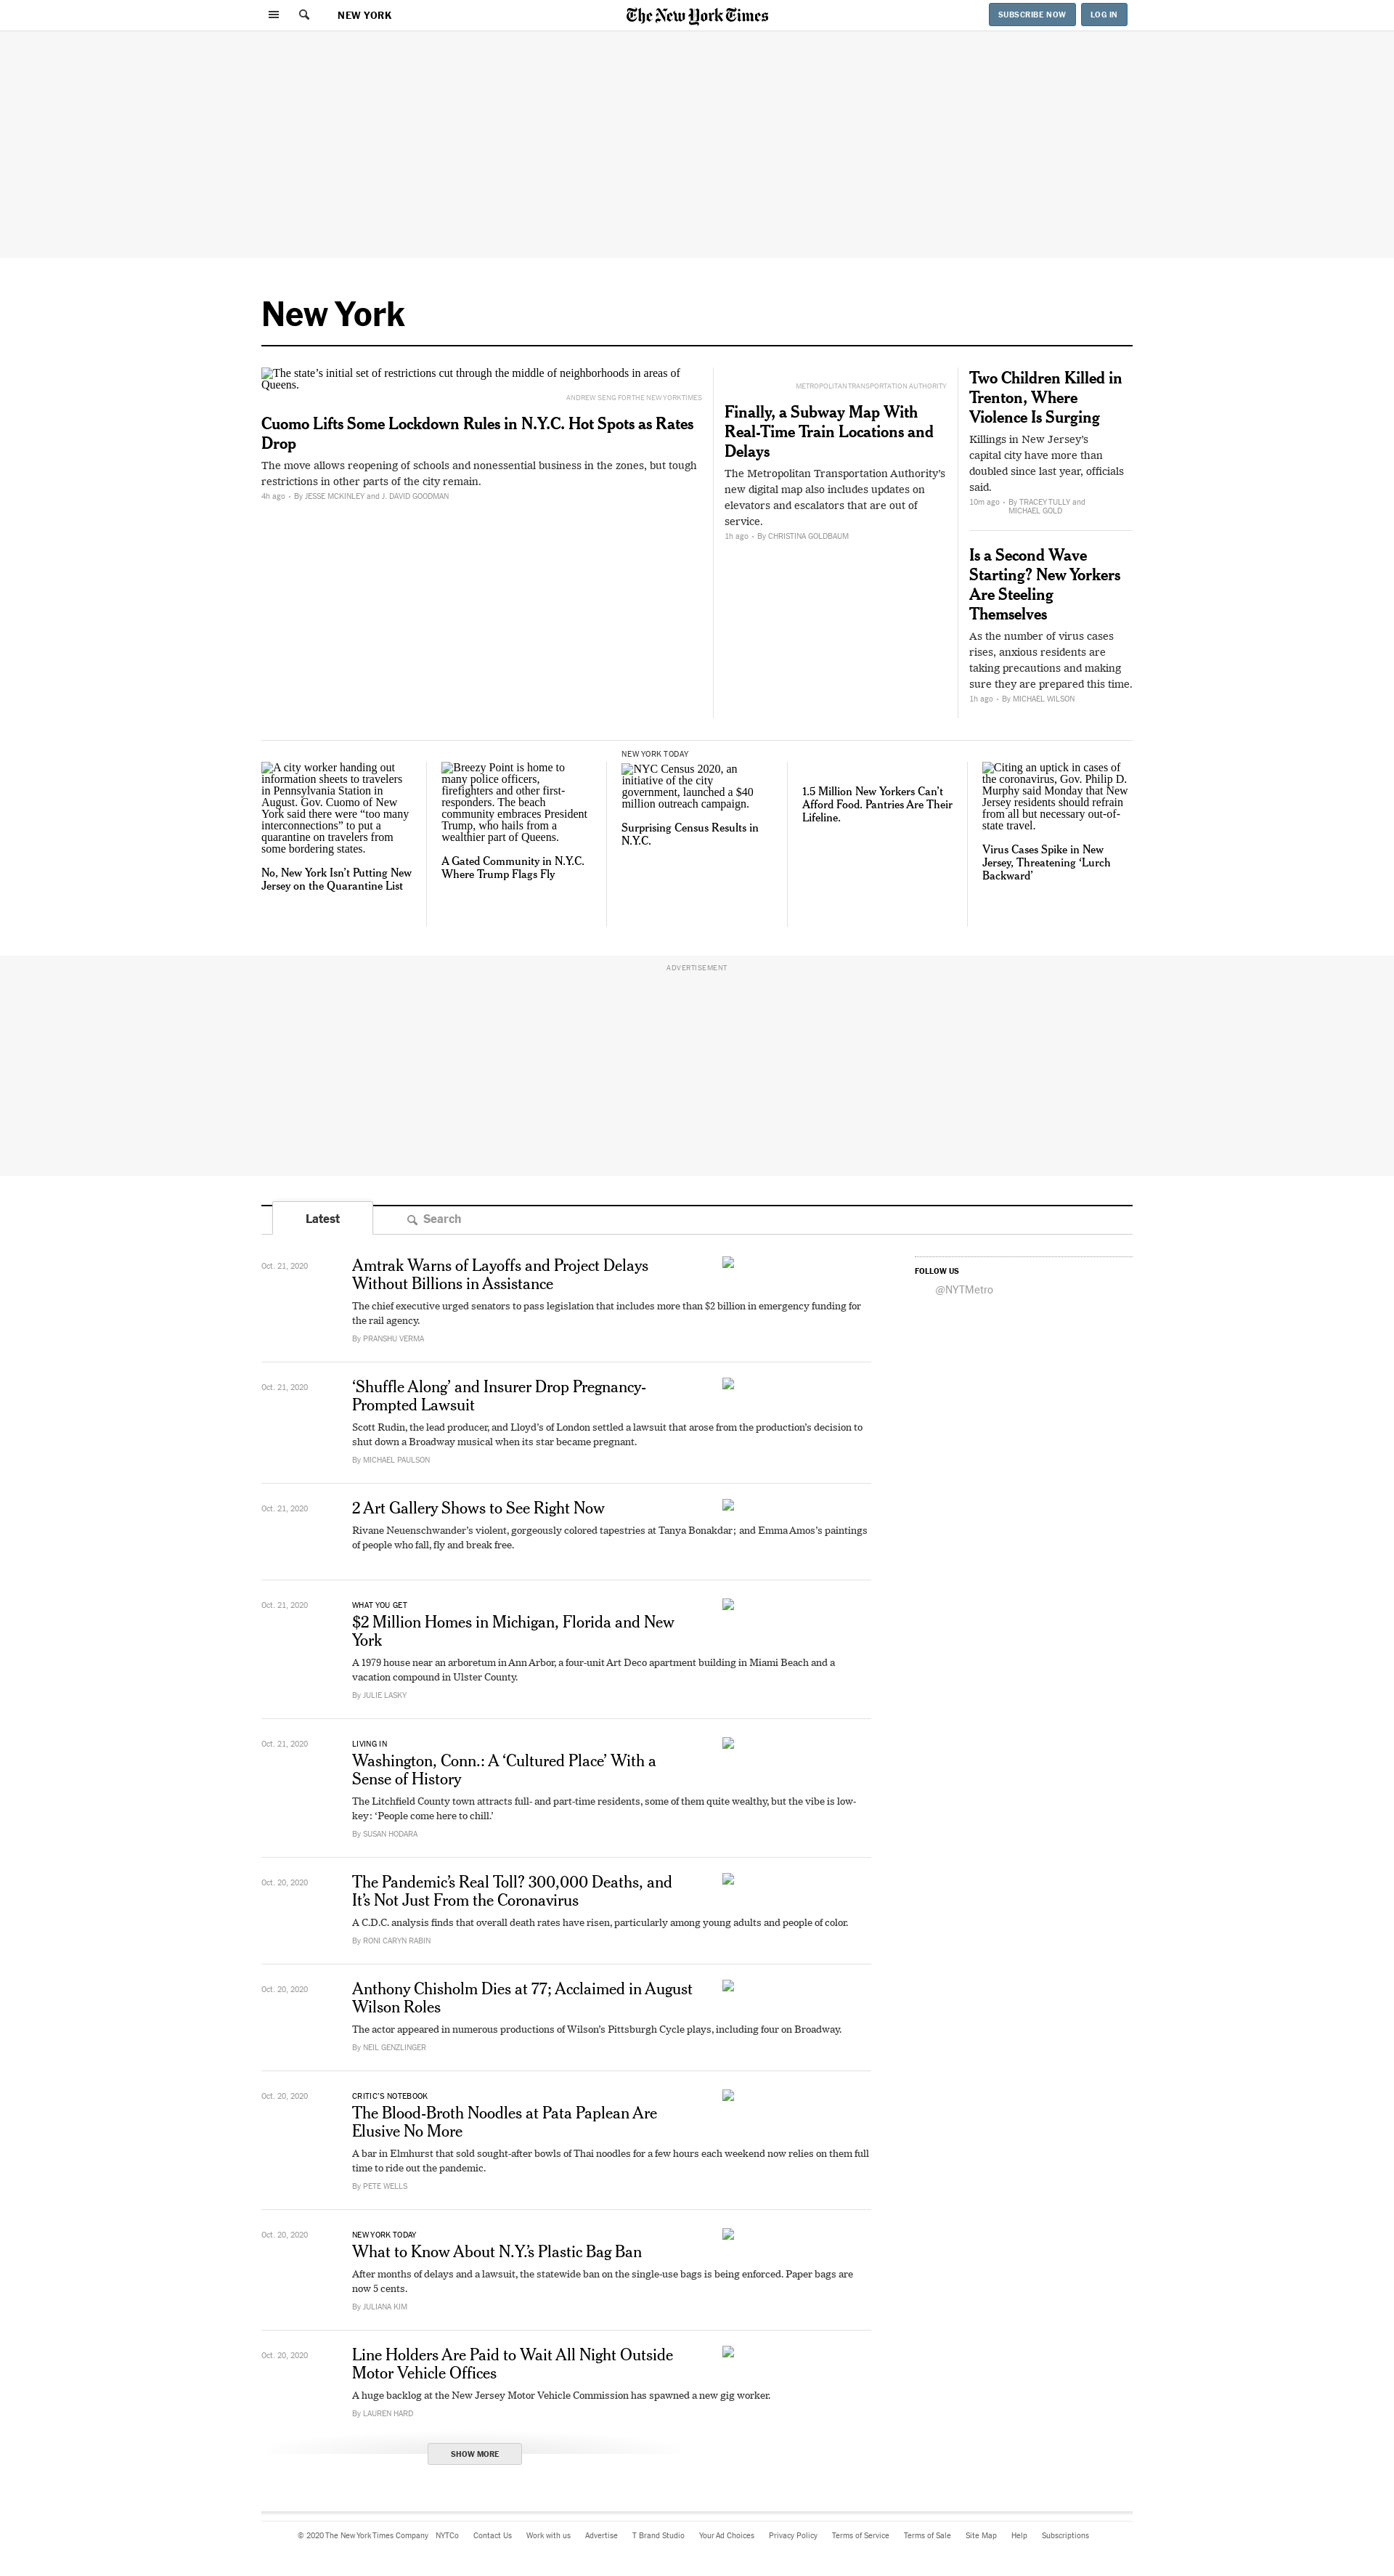 NEW YORK
The New York Times
SUBSCRIBE NOW
LOG IN
New York
The state’s initial set of restrictions cut through the middle of neighborhoods in areas of
Queens.
ANDREW SENG FOR THE NEW YORK TIMES
Cuomo Lifts Some Lockdown Rules in N.Y.C. Hot Spots as Rates
Drop
The move allows reopening of schools and nonessential business in the zones, but tough
restrictions in other parts of the city remain.
4h ago • By JESSE MCKINLEY and J. DAVID GOODMAN
METROPOLITAN TRANSPORTATION AUTHORITY
Finally, a Subway Map With
Real-Time Train Locations and
Delays
The Metropolitan Transportation Authority’s
new digital map also includes updates on
elevators and escalators that are out of
service.
1h ago • By CHRISTINA GOLDBAUM
Two Children Killed in
Trenton, Where
Violence Is Surging
Killings in New Jersey’s
capital city have more than
doubled since last year, officials
said.
10m ago • By TRACEY TULLY and
MICHAEL GOLD
Is a Second Wave
Starting? New Yorkers
Are Steeling
Themselves
As the number of virus cases
rises, anxious residents are
taking precautions and making
sure they are prepared this time.
1h ago • By MICHAEL WILSON
A city worker handing out
information sheets to travelers
in Pennsylvania Station in
August. Gov. Cuomo of New
York said there were “too many
interconnections” to put a
quarantine on travelers from
some bordering states.
No, New York Isn’t Putting New
Jersey on the Quarantine List
Breezy Point is home to
many police officers,
firefighters and other first-
responders. The beach
community embraces President
Trump, who hails from a
wealthier part of Queens.
A Gated Community in N.Y.C.
Where Trump Flags Fly
NEW YORK TODAY
NYC Census 2020, an
initiative of the city
government, launched a $40
million outreach campaign.
Surprising Census Results in
N.Y.C.
1.5 Million New Yorkers Can’t
Afford Food. Pantries Are Their
Lifeline.
Citing an uptick in cases of
the coronavirus, Gov. Philip D.
Murphy said Monday that New
Jersey residents should refrain
from all but necessary out-of-
state travel.
Virus Cases Spike in New
Jersey, Threatening ‘Lurch
Backward’
ADVERTISEMENT
Latest
Search
Oct. 21, 2020
Amtrak Warns of Layoffs and Project Delays
Without Billions in Assistance
The chief executive urged senators to pass legislation that includes more than $2 billion in emergency funding for
the rail agency.
By PRANSHU VERMA
FOLLOW US
@NYTMetro
Oct. 21, 2020
‘Shuffle Along’ and Insurer Drop Pregnancy-
Prompted Lawsuit
Scott Rudin, the lead producer, and Lloyd’s of London settled a lawsuit that arose from the production’s decision to
shut down a Broadway musical when its star became pregnant.
By MICHAEL PAULSON
Oct. 21, 2020
2 Art Gallery Shows to See Right Now
Rivane Neuenschwander’s violent, gorgeously colored tapestries at Tanya Bonakdar; and Emma Amos’s paintings
of people who fall, fly and break free.
Oct. 21, 2020
WHAT YOU GET
$2 Million Homes in Michigan, Florida and New
York
A 1979 house near an arboretum in Ann Arbor, a four-unit Art Deco apartment building in Miami Beach and a
vacation compound in Ulster County.
By JULIE LASKY
Oct. 21, 2020
LIVING IN
Washington, Conn.: A ‘Cultured Place’ With a
Sense of History
The Litchfield County town attracts full- and part-time residents, some of them quite wealthy, but the vibe is low-
key: ‘People come here to chill.’
By SUSAN HODARA
Oct. 20, 2020
The Pandemic’s Real Toll? 300,000 Deaths, and
It’s Not Just From the Coronavirus
A C.D.C. analysis finds that overall death rates have risen, particularly among young adults and people of color.
By RONI CARYN RABIN
Oct. 20, 2020
Anthony Chisholm Dies at 77; Acclaimed in August
Wilson Roles
The actor appeared in numerous productions of Wilson’s Pittsburgh Cycle plays, including four on Broadway.
By NEIL GENZLINGER
Oct. 20, 2020
CRITIC’S NOTEBOOK
The Blood-Broth Noodles at Pata Paplean Are
Elusive No More
A bar in Elmhurst that sold sought-after bowls of Thai noodles for a few hours each weekend now relies on them full
time to ride out the pandemic.
By PETE WELLS
Oct. 20, 2020
NEW YORK TODAY
What to Know About N.Y.’s Plastic Bag Ban
After months of delays and a lawsuit, the statewide ban on the single-use bags is being enforced. Paper bags are
now 5 cents.
By JULIANA KIM
Oct. 20, 2020
Line Holders Are Paid to Wait All Night Outside
Motor Vehicle Offices
A huge backlog at the New Jersey Motor Vehicle Commission has spawned a new gig worker.
By LAUREN HARD
SHOW MORE
© 2020 The New York Times Company NYTCo Contact Us Work with us Advertise T Brand Studio Your Ad Choices Privacy Policy Terms of Service Terms of Sale Site Map Help Subscriptions